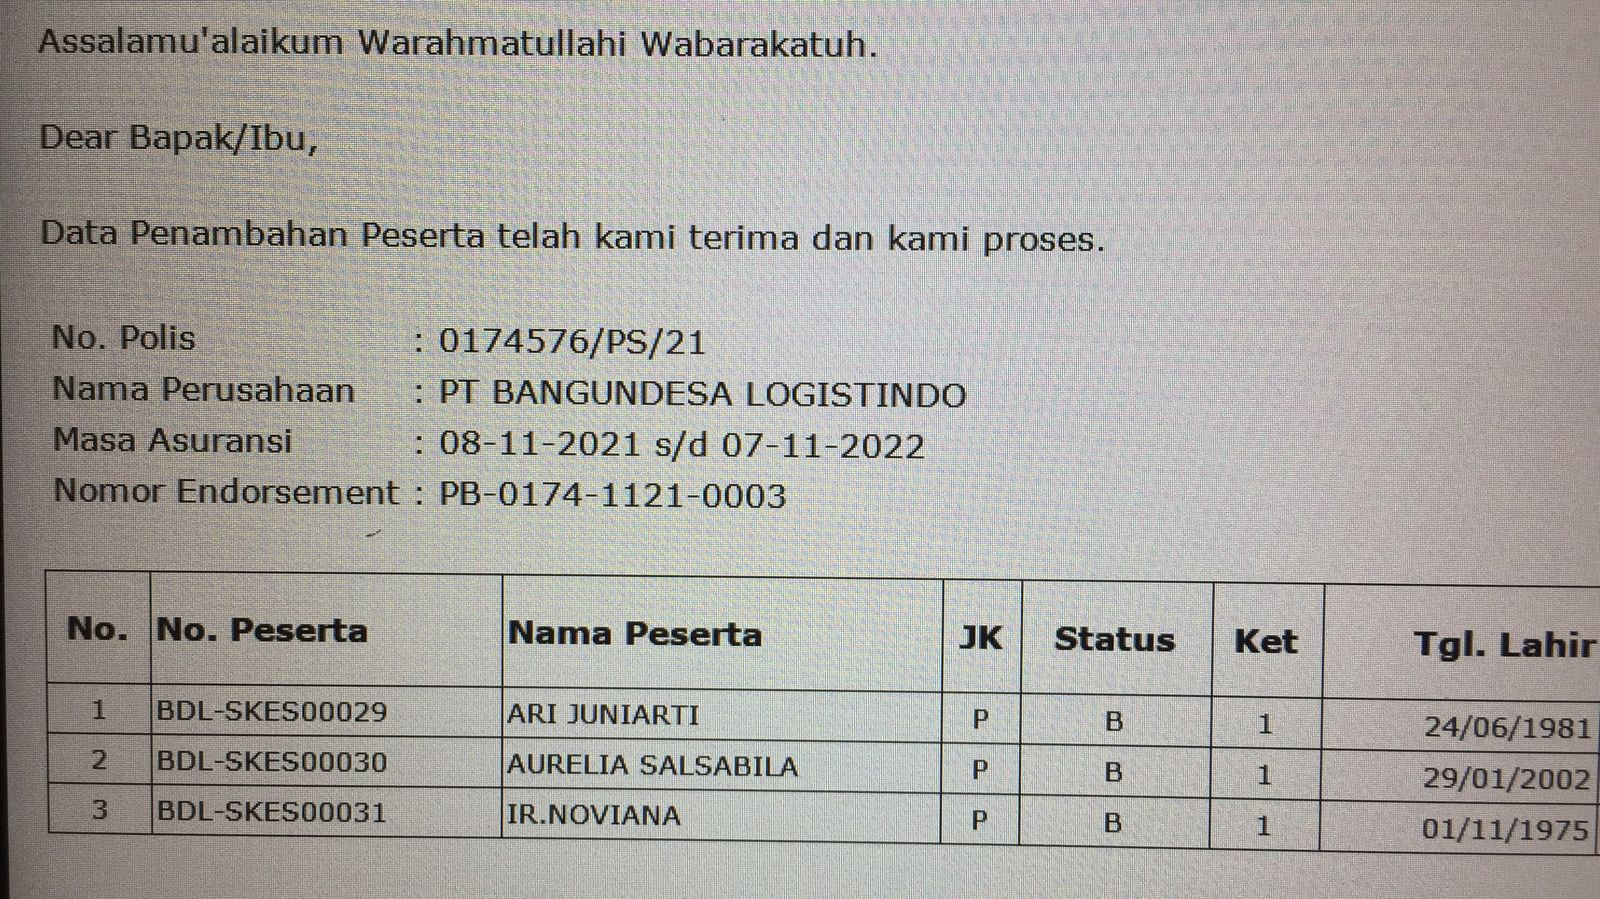 Assalamu'alaikum Warahmatullahi Wabarakatuh.
Dear Bapak/Ibu,
Data Penambahan Peserta telah kami terima dan kami proses.
No. Polis : 0174576/PS/21
Nama Perusahaan : PT BANGUNDESA LOGISTINDO
Masa Asuransi : 08-11-2021 s/d 07-11-2022
Nomor Endorsement : PB-0174-1121-0003
No. No. Peserta Nama Peserta JK Status Ket Tgl. Lahir
1 BDL-SKES00029 ARI JUNIARTI P B 1 24/06/1981
2 BDL-SKES00030 AURELIA SALSABILA P B 1 29/01/2002
3 BDL-SKES00031 IR.NOVIANA P B 1 01/11/1975